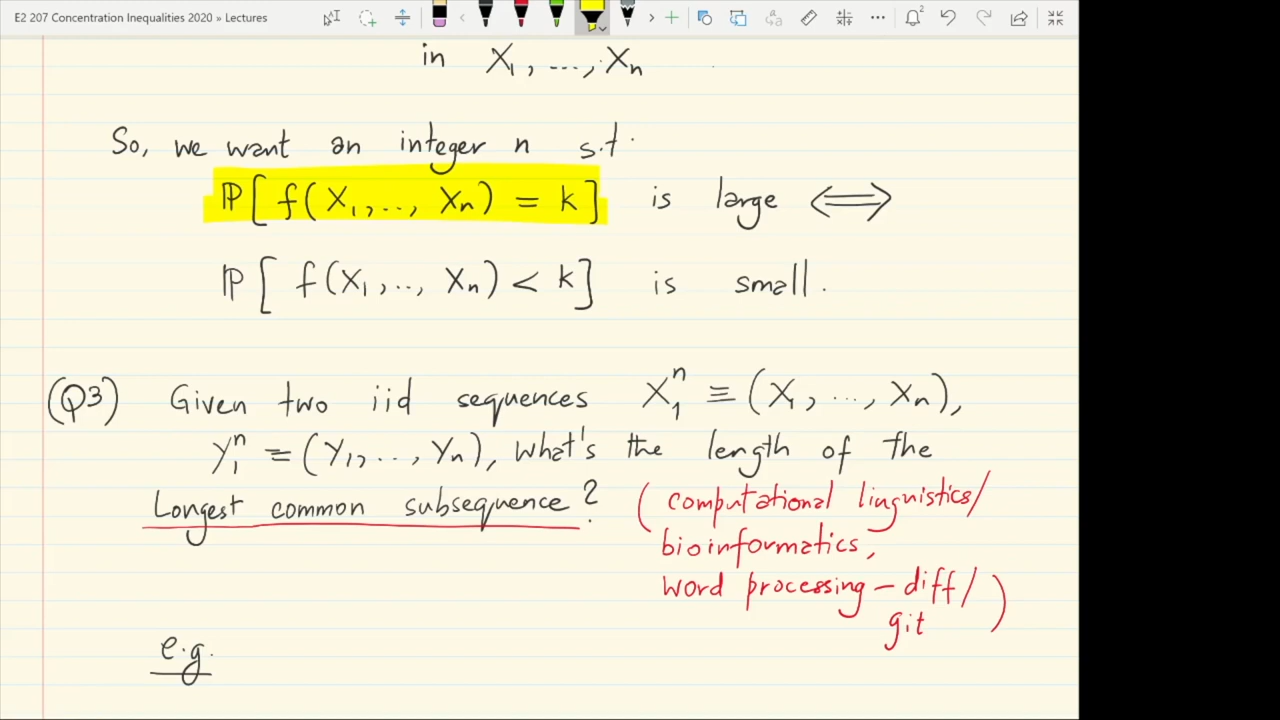 E2 207 Concentration Inequalities 2020 » Lectures
in X₁, ..., Xₙ
So, we want an integer n s.t.
ℙ[ f(X₁, .., Xₙ) = k ] is large ⟺
ℙ[ f(X₁, .., Xₙ) < k ] is small.
(Q3) Given two iid sequences X₁ⁿ ≡ (X₁, ..., Xₙ),
Y₁ⁿ ≡ (Y₁, ..., Yₙ), what's the length of the
Longest common subsequence? ( computational linguistics/
bioinformatics,
word processing – diff/ )
git
e.g.